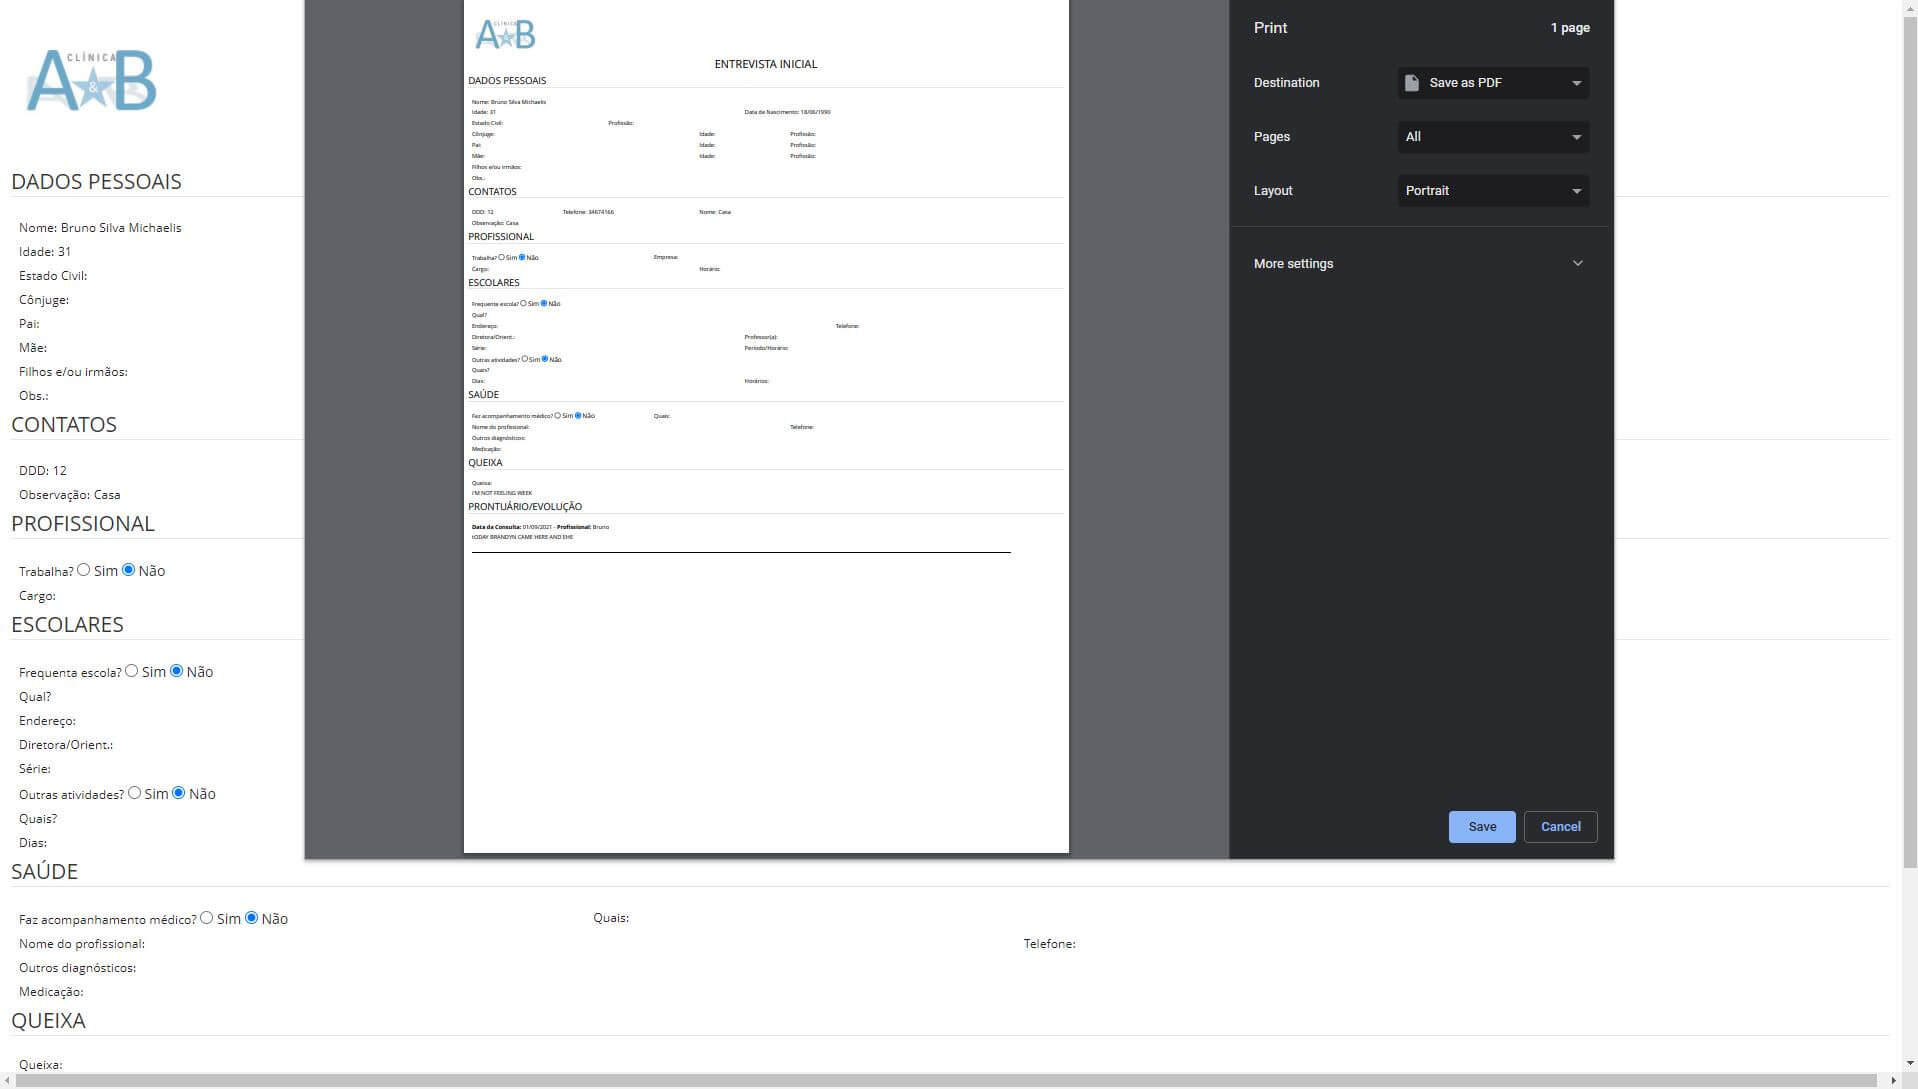 CLÍNICA
A&B
DADOS PESSOAIS
Nome: Bruno Silva Michaelis
Idade: 31
Estado Civil:
Cônjuge:
Pai:
Mãe:
Filhos e/ou irmãos:
Obs.:
CONTATOS
DDD: 12
Observação: Casa
PROFISSIONAL
Trabalha? Sim Não
Cargo:
ESCOLARES
Frequenta escola? Sim Não
Qual?
Endereço:
Diretora/Orient.:
Série:
Outras atividades? Sim Não
Quais?
Dias:
SAÚDE
Faz acompanhamento médico? Sim Não Quais:
Nome do profissional: Telefone:
Outros diagnósticos:
Medicação:
QUEIXA
Queixa:
CLÍNICA
A B
ENTREVISTA INICIAL
DADOS PESSOAIS
Nome: Bruno Silva Michaelis
Idade: 31 Data de Nascimento: 18/06/1990
Estado Civil: Profissão:
Cônjuge: Idade: Profissão:
Pai: Idade: Profissão:
Mãe: Idade: Profissão:
Filhos e/ou irmãos:
Obs.:
CONTATOS
DDD: 12 Telefone: 34674166 Nome: Casa
Observação: Casa
PROFISSIONAL
Trabalha? Sim Não Empresa:
Cargo: Horário:
ESCOLARES
Frequenta escola? Sim Não
Qual?
Endereço: Telefone:
Diretora/Orient.: Professor(a):
Série: Período/Horário:
Outras atividades? Sim Não
Quais?
Dias: Horários:
SAÚDE
Faz acompanhamento médico? Sim Não Quais:
Nome do profissional: Telefone:
Outros diagnósticos:
Medicação:
QUEIXA
Queixa:
I'M NOT FEELING WEEK
PRONTUÁRIO/EVOLUÇÃO
Data da Consulta: 01/09/2021 - Profissional: Bruno
tODAY BRANDYN CAME HERE AND EHE
Print 1 page
Destination Save as PDF
Pages All
Layout Portrait
More settings
Save Cancel